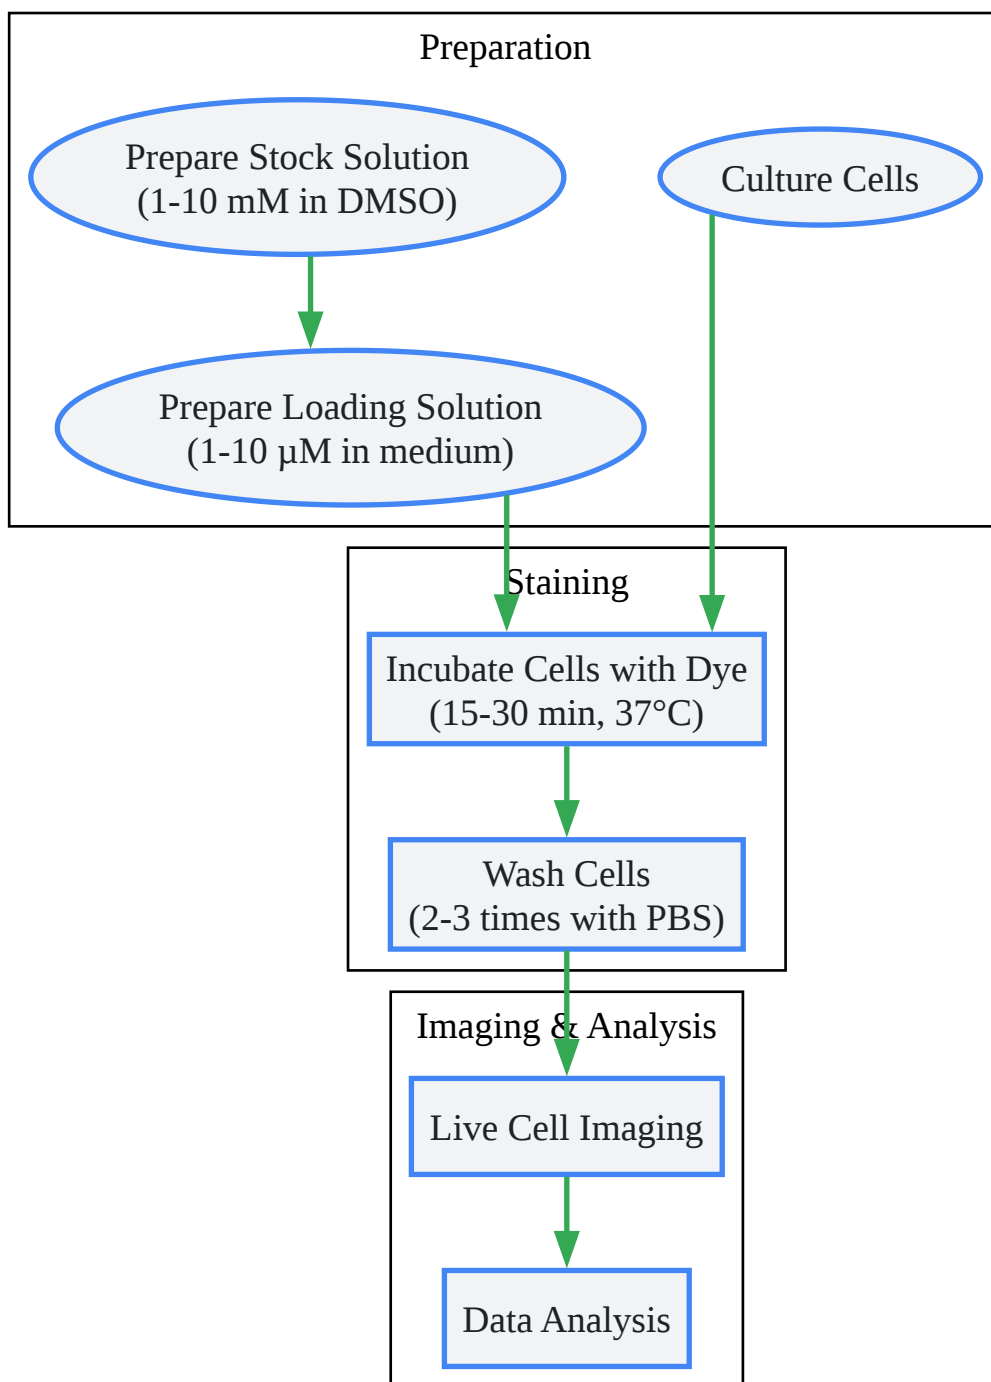 Preparation
Prepare Stock Solution
(1-10 mM in DMSO)
Culture Cells
Prepare Loading Solution
(1-10 µM in medium)
Staining
Incubate Cells with Dye
(15-30 min, 37°C)
Wash Cells
(2-3 times with PBS)
Imaging & Analysis
Live Cell Imaging
Data Analysis